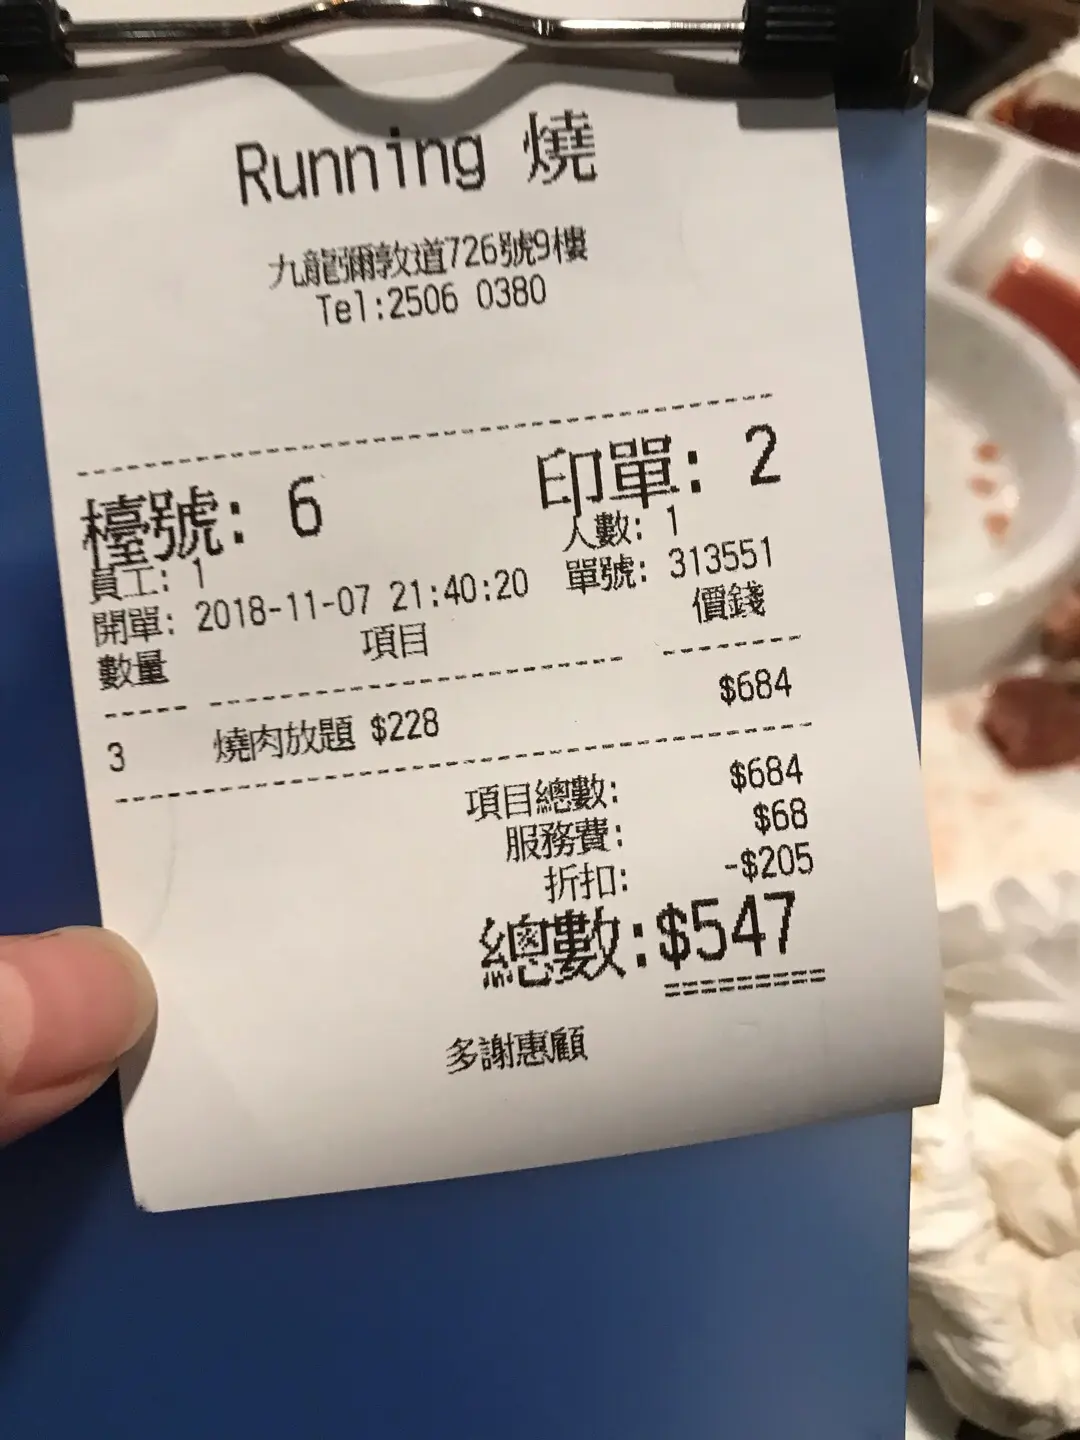 Running 燒
九龍彌敦道726號9樓
Tel:2506 0380
檯號: 6 印單: 2
員工: 1 人數: 1
開單: 2018-11-07 21:40:20 單號: 313551
數量 項目 價錢
3 燒肉放題 $228 $684
項目總數: $684
服務費: $68
折扣: -$205
總數:$547
多謝惠顧